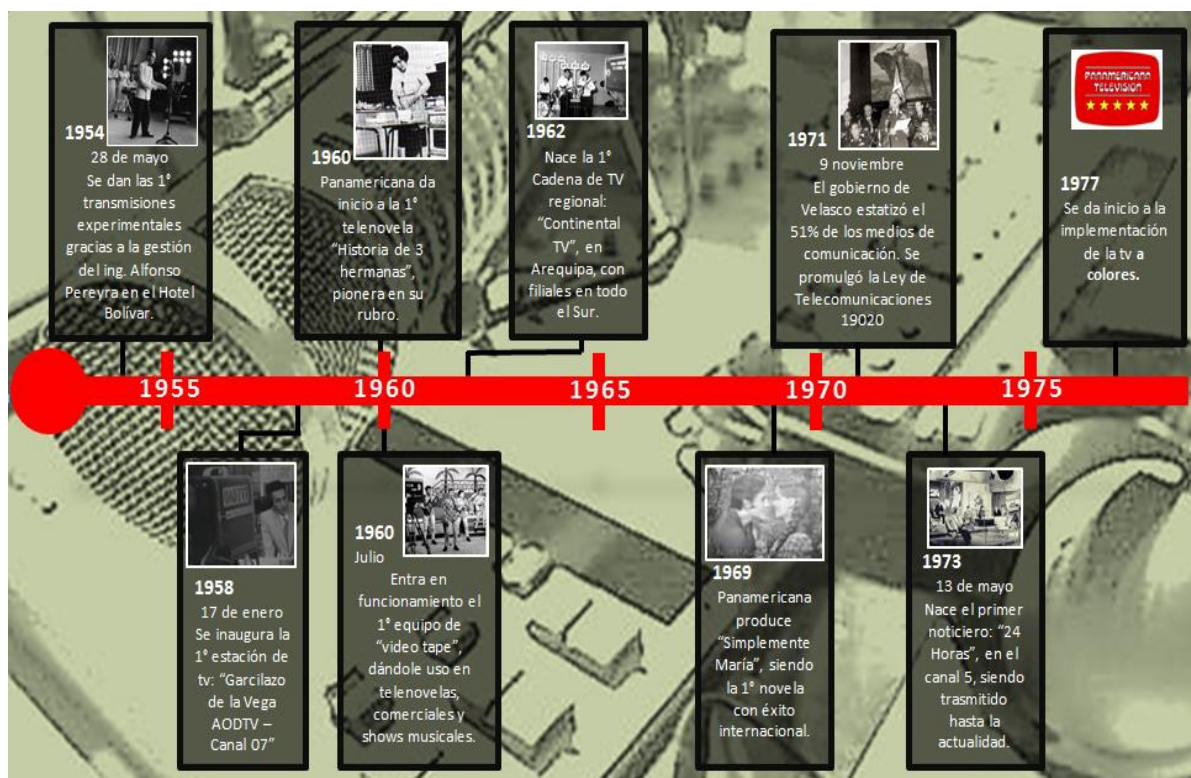 1954
28 de mayo
Se dan las 1°
transmisiones
experimentales
gracias a la gestión
del ing. Alfonso
Pereyra en el Hotel
Bolívar.
1960
Panamericana da
inicio a la 1°
telenovela
“Historia de 3
hermanas”,
pionera en su
rubro.
1962
Nace la 1°
Cadena de TV
regional:
“Continental
TV”, en
Arequipa, con
filiales en todo
el Sur.
1971
9 noviembre
El gobierno de
Velasco estatizó el
51% de los medios de
comunicación. Se
promulgó la Ley de
Telecomunicaciones
19020
PANAMERICANA
TELEVISIÓN
1977
Se da inicio a la
implementación
de la tv a
colores.
1955
1960
1965
1970
1975
1958
17 de enero
Se inaugura la
1° estación de
tv: “Garcilazo
de la Vega
AODTV –
Canal 07”
1960
Julio
Entra en
funcionamiento el
1° equipo de
“video tape”,
dándole uso en
telenovelas,
comerciales y
shows musicales.
1969
Panamericana
produce
“Simplemente
María”, siendo
la 1° novela
con éxito
internacional.
1973
13 de mayo
Nace el primer
noticiero: “24
Horas”, en el
canal 5, siendo
trasmitido
hasta la
actualidad.